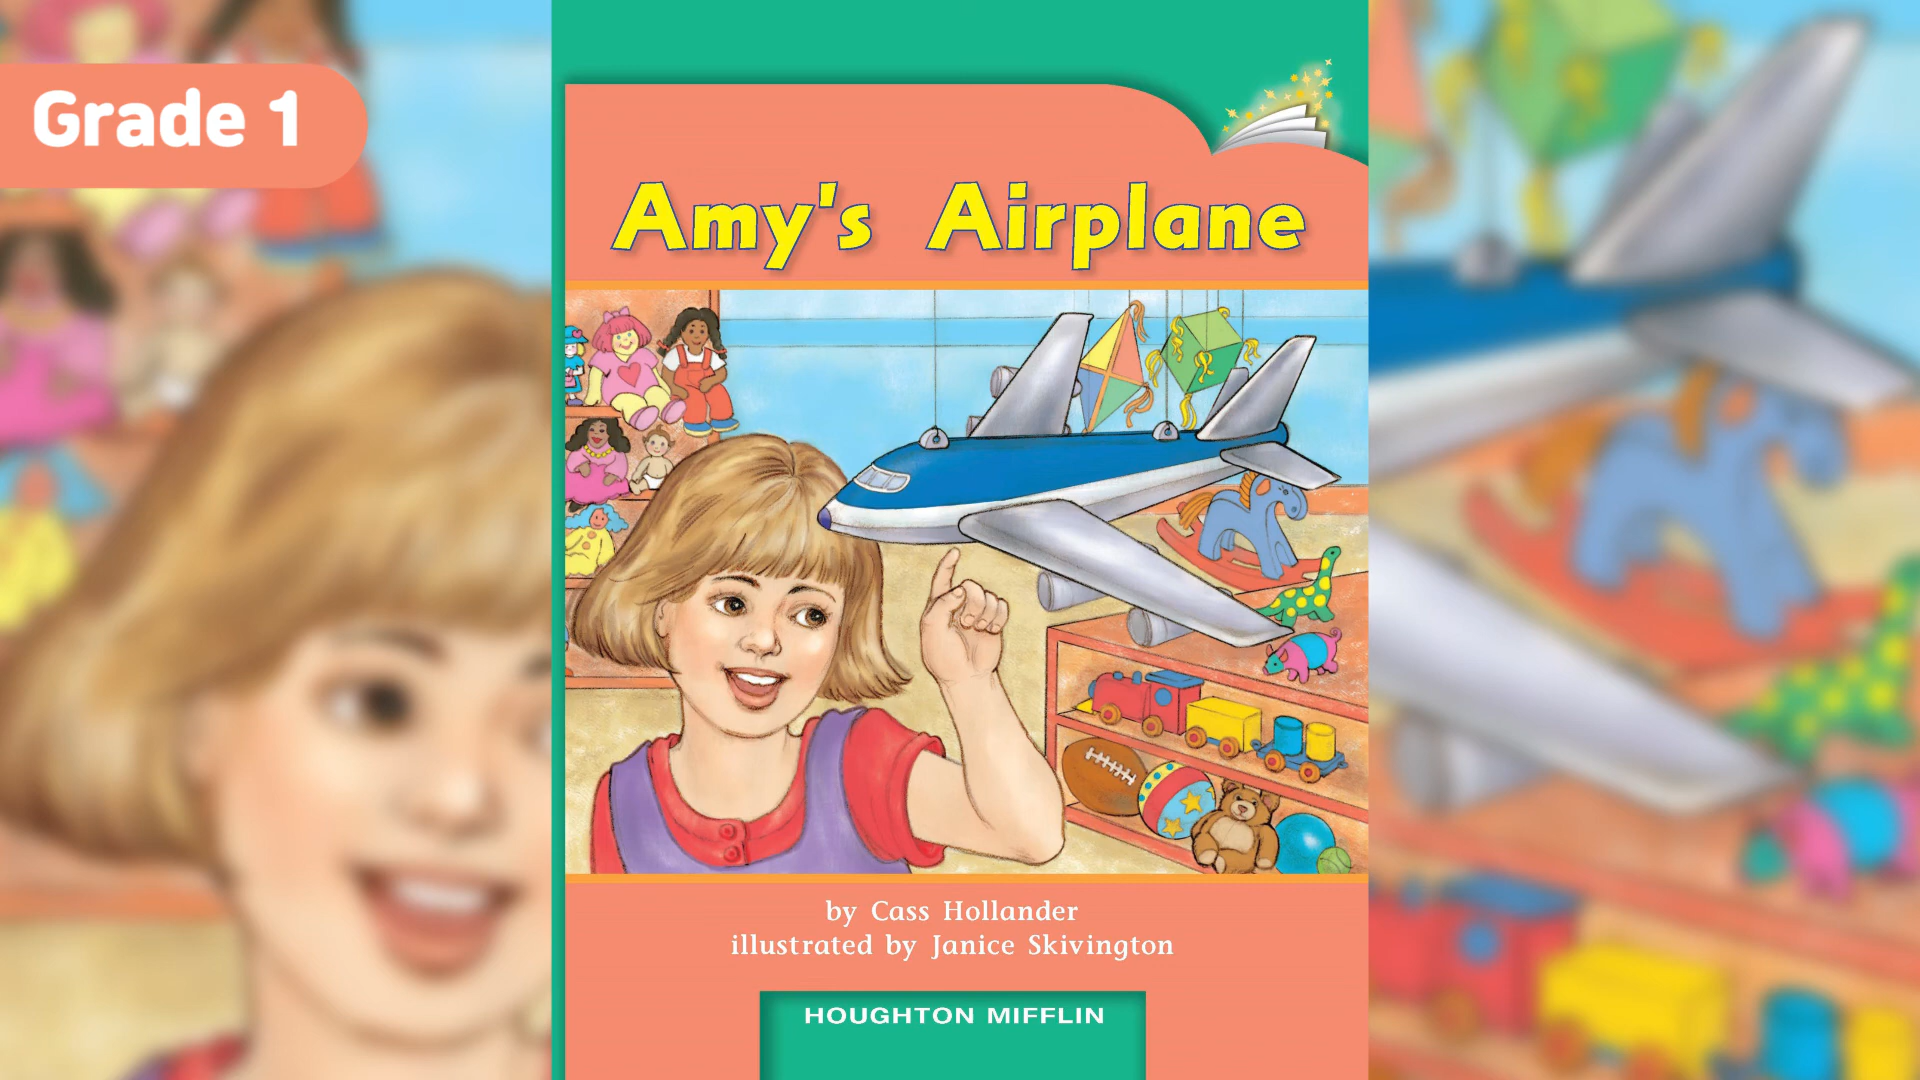 Grade 1
Amy's Airplane
by Cass Hollander
illustrated by Janice Skivington
HOUGHTON MIFFLIN